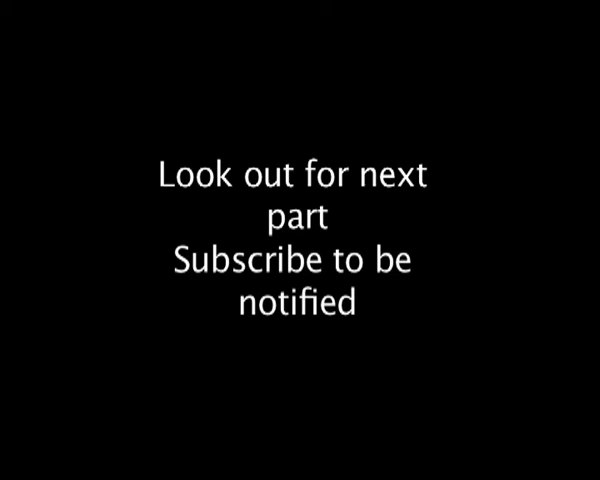 Look out for next
part
Subscribe to be
notified